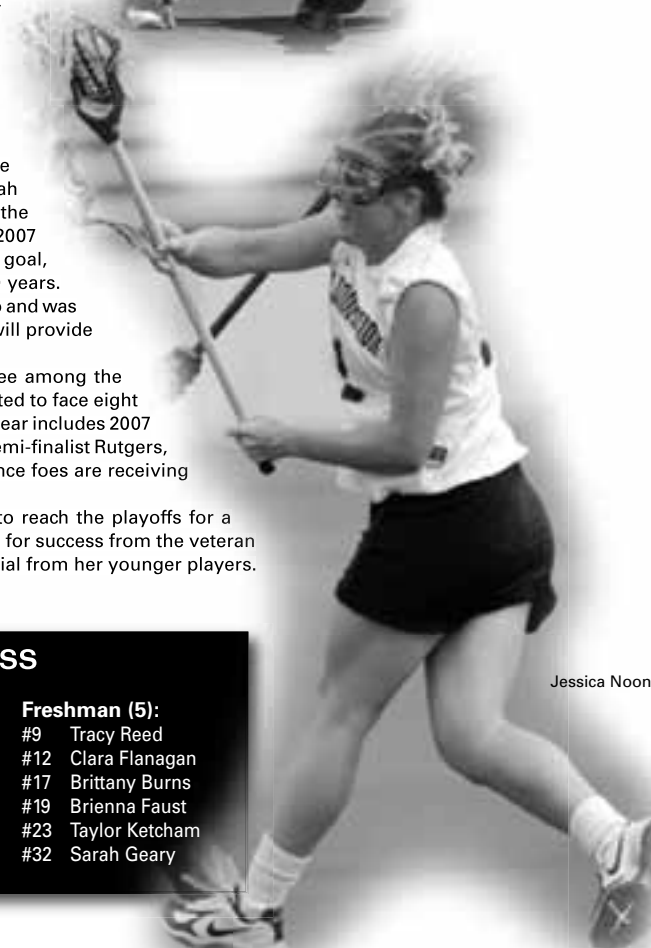 e
ah
the
2007
goal,
years.
and was
will provide
ee among the
ted to face eight
ear includes 2007
emi-finalist Rutgers,
nce foes are receiving
to reach the playoffs for a
for success from the veteran
ial from her younger players.
Jessica Noon
ss
Freshman (5):
#9 Tracy Reed
#12 Clara Flanagan
#17 Brittany Burns
#19 Brienna Faust
#23 Taylor Ketcham
#32 Sarah Geary